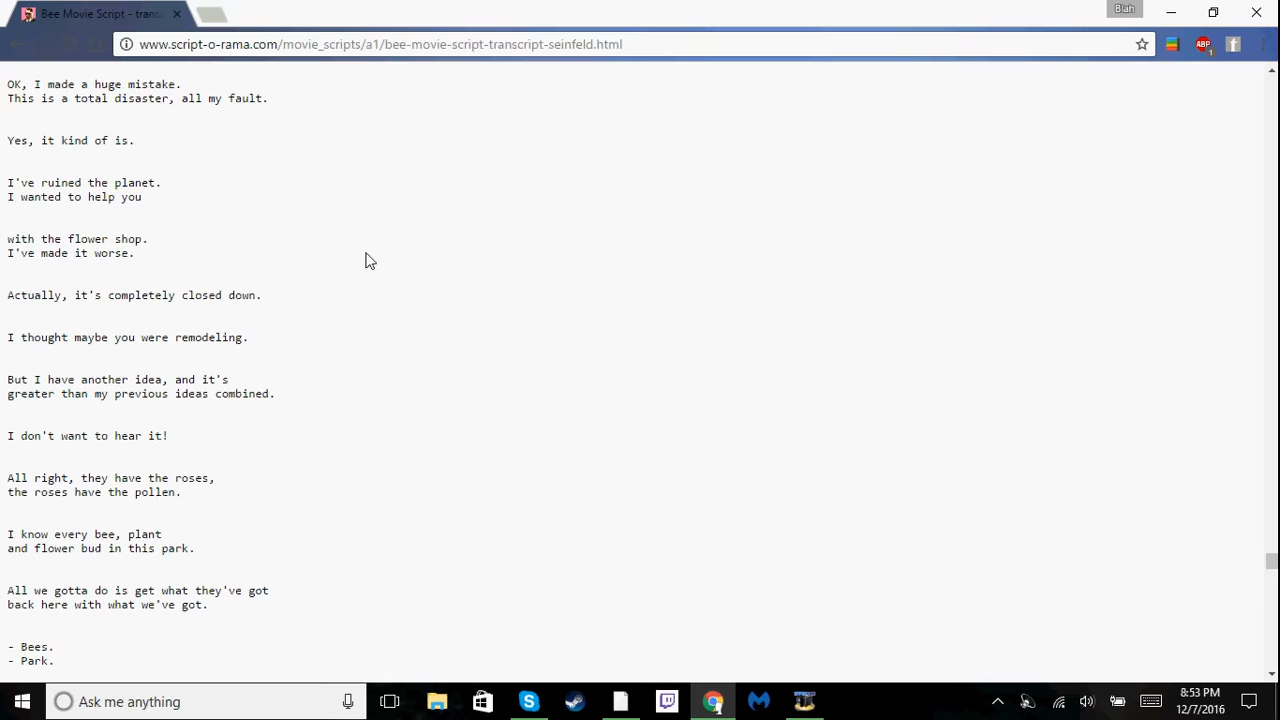 Bee Movie Script - trans
Blah
www.script-o-rama.com/movie_scripts/a1/bee-movie-script-transcript-seinfeld.html
ABP
1
OK, I made a huge mistake.
This is a total disaster, all my fault.
Yes, it kind of is.
I've ruined the planet.
I wanted to help you
with the flower shop.
I've made it worse.
Actually, it's completely closed down.
I thought maybe you were remodeling.
But I have another idea, and it's
greater than my previous ideas combined.
I don't want to hear it!
All right, they have the roses,
the roses have the pollen.
I know every bee, plant
and flower bud in this park.
All we gotta do is get what they've got
back here with what we've got.
- Bees.
- Park.
Ask me anything
8:53 PM
12/7/2016